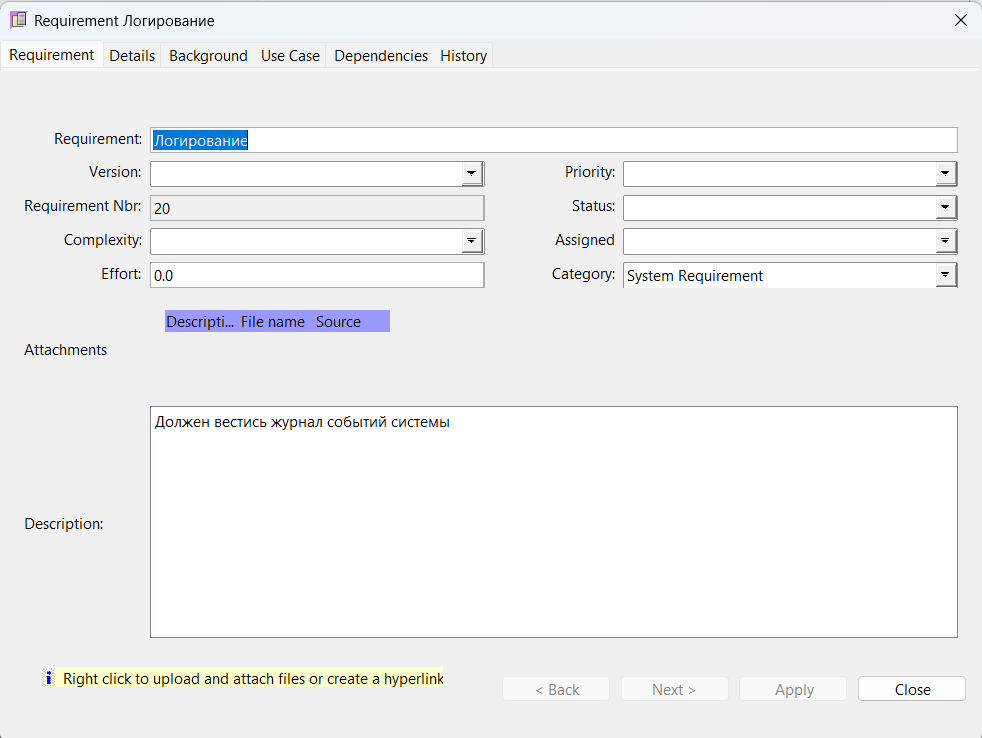 Requirement Логирование
Requirement Details Background Use Case Dependencies History
Requirement: Логирование
Version: Priority:
Requirement Nbr: 20 Status:
Complexity: Assigned
Effort: 0.0 Category: System Requirement
Descripti... File name Source
Attachments
Должен вестись журнал событий системы
Description:
Right click to upload and attach files or create a hyperlink
< Back Next > Apply Close